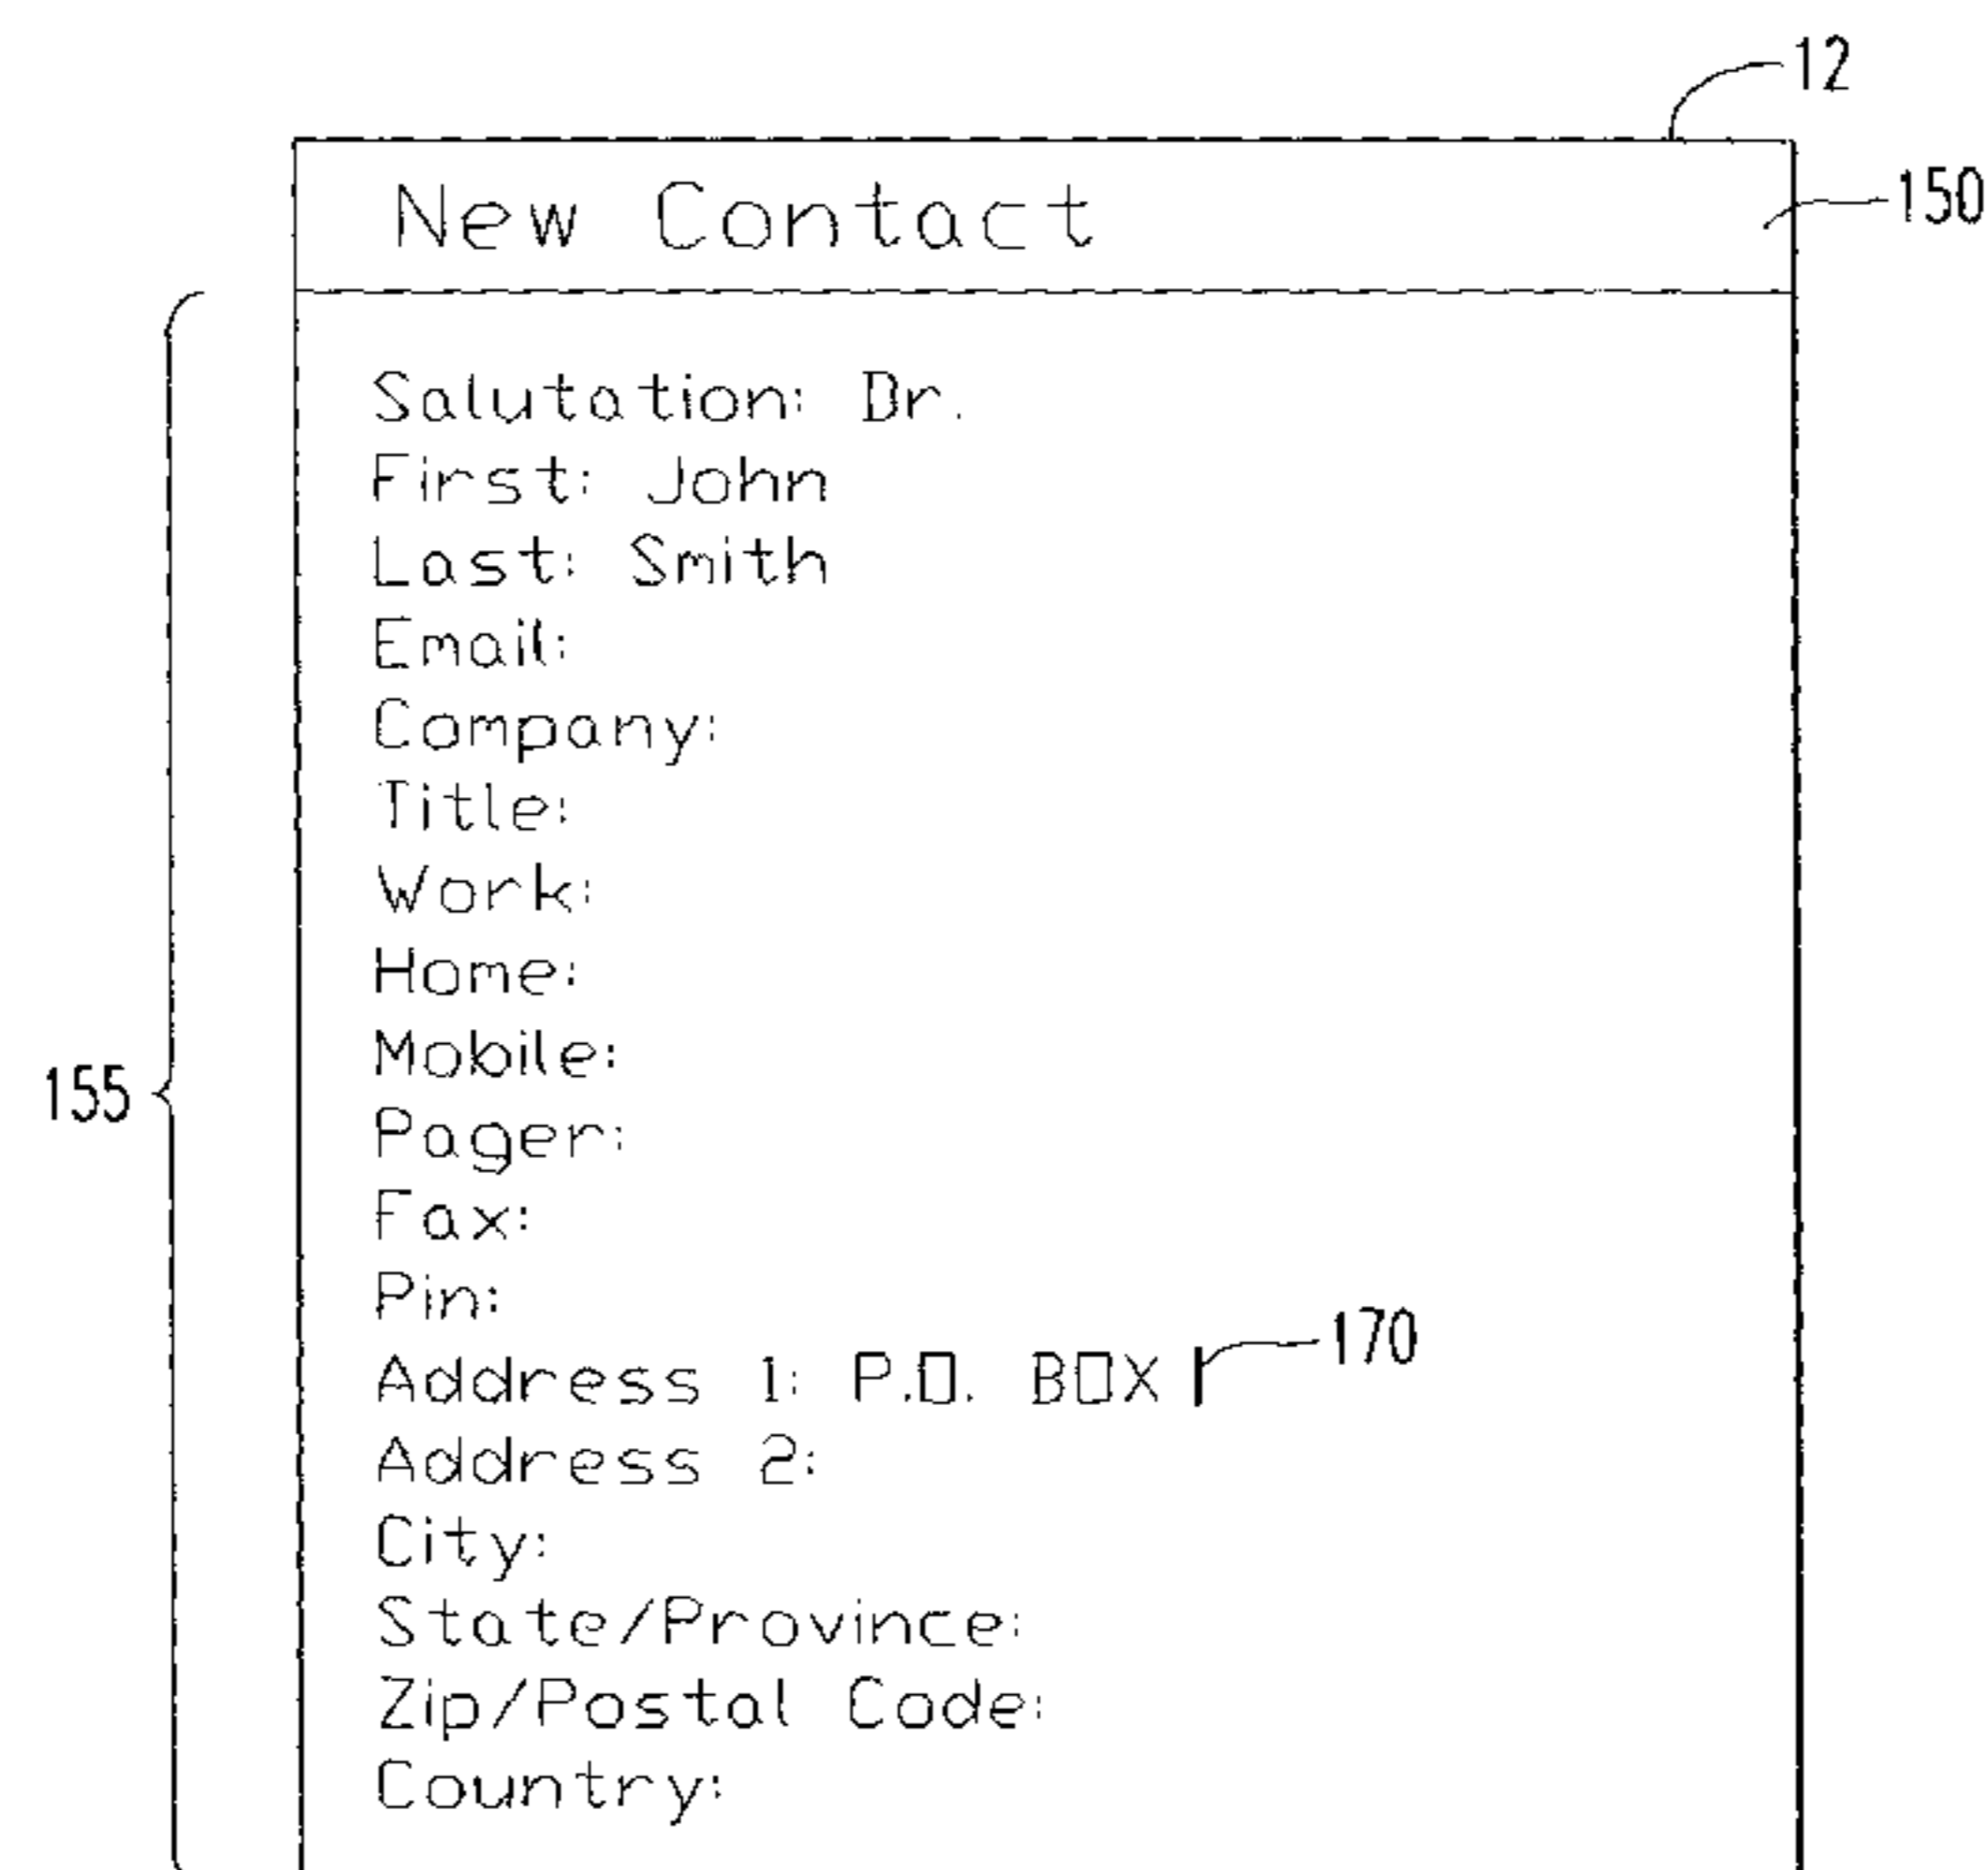 12
New Contact
150
Salutation: Dr.
First: John
Last: Smith
Email:
Company:
Title:
Work:
Home:
Mobile:
155
Pager:
Fax:
Pin:
Address 1: P.O. BOX
170
Address 2:
City:
State/Province:
Zip/Postal Code:
Country: